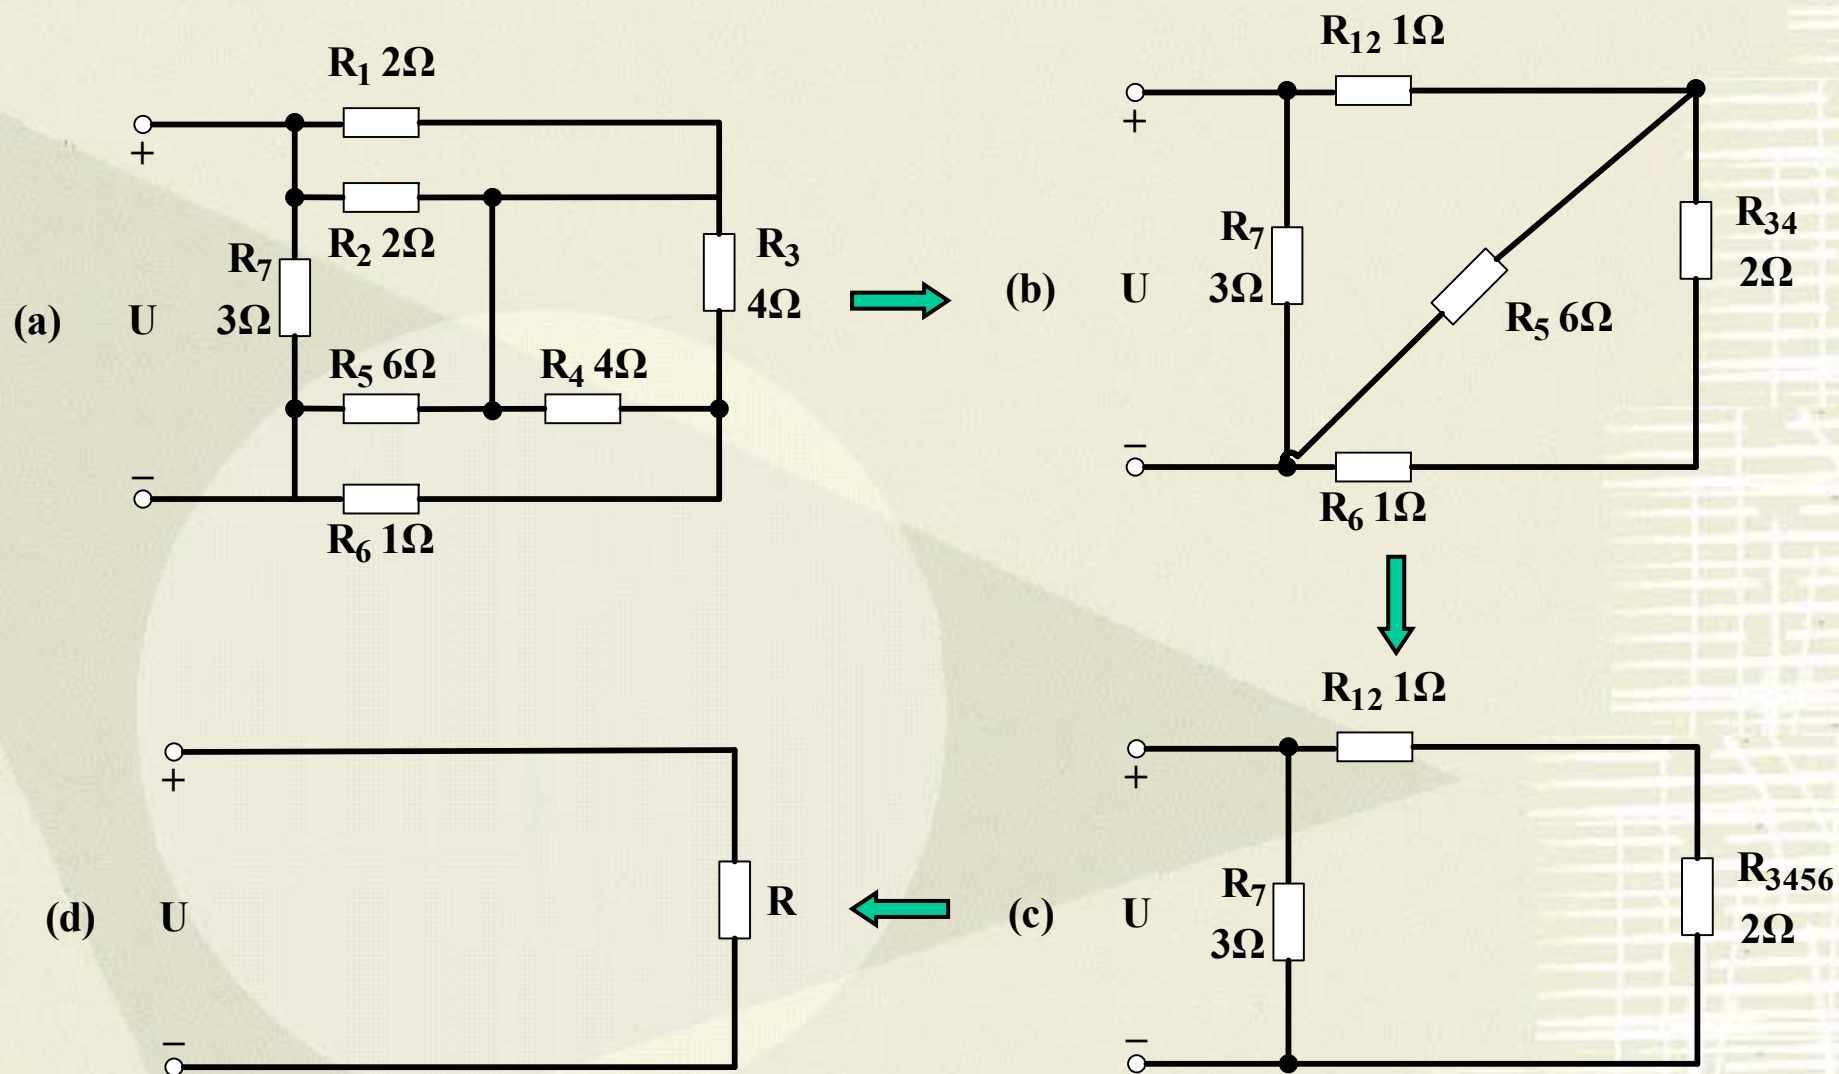 (a)
R1 2Ω
+
R2 2Ω
R7
3Ω
U
R3
4Ω
R5 6Ω
R4 4Ω
−
R6 1Ω
(b)
R12 1Ω
+
R7
3Ω
U
R34
2Ω
R5 6Ω
−
R6 1Ω
(c)
R12 1Ω
+
R7
3Ω
U
R3456
2Ω
−
(d)
+
U
R
−